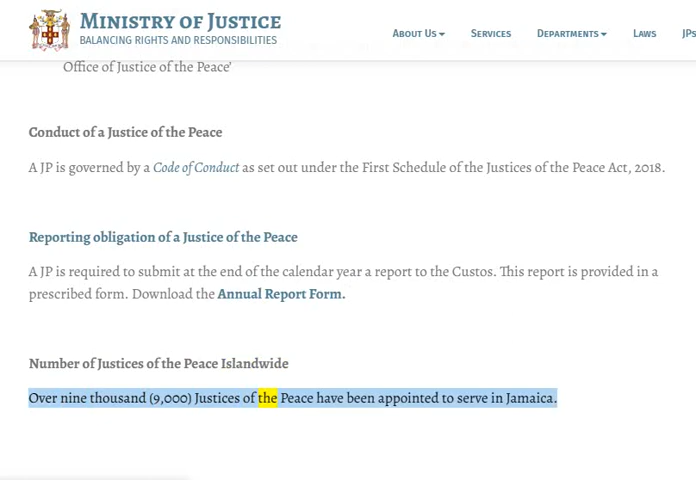 MINISTRY OF JUSTICE
BALANCING RIGHTS AND RESPONSIBILITIES
ABOUT US SERVICES DEPARTMENTS LAWS JPs
Office of Justice of the Peace'
Conduct of a Justice of the Peace
A JP is governed by a Code of Conduct as set out under the First Schedule of the Justices of the Peace Act, 2018.
Reporting obligation of a Justice of the Peace
A JP is required to submit at the end of the calendar year a report to the Custos. This report is provided in a
prescribed form. Download the Annual Report Form.
Number of Justices of the Peace Islandwide
Over nine thousand (9,000) Justices of the Peace have been appointed to serve in Jamaica.